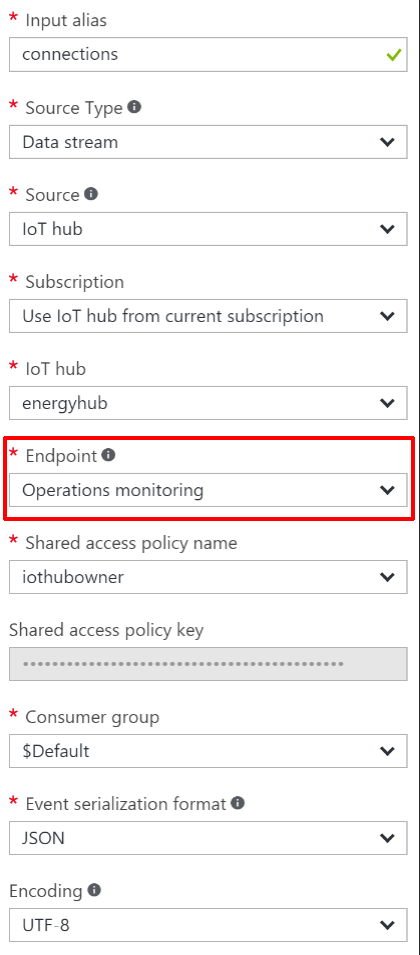 * Input alias
connections
* Source Type
Data stream
* Source
IoT hub
* Subscription
Use IoT hub from current subscription
* IoT hub
energyhub
* Endpoint
Operations monitoring
* Shared access policy name
iothubowner
Shared access policy key
••••••••••••••••••••••••••••••••••••••••••••
* Consumer group
$Default
* Event serialization format
JSON
Encoding
UTF-8